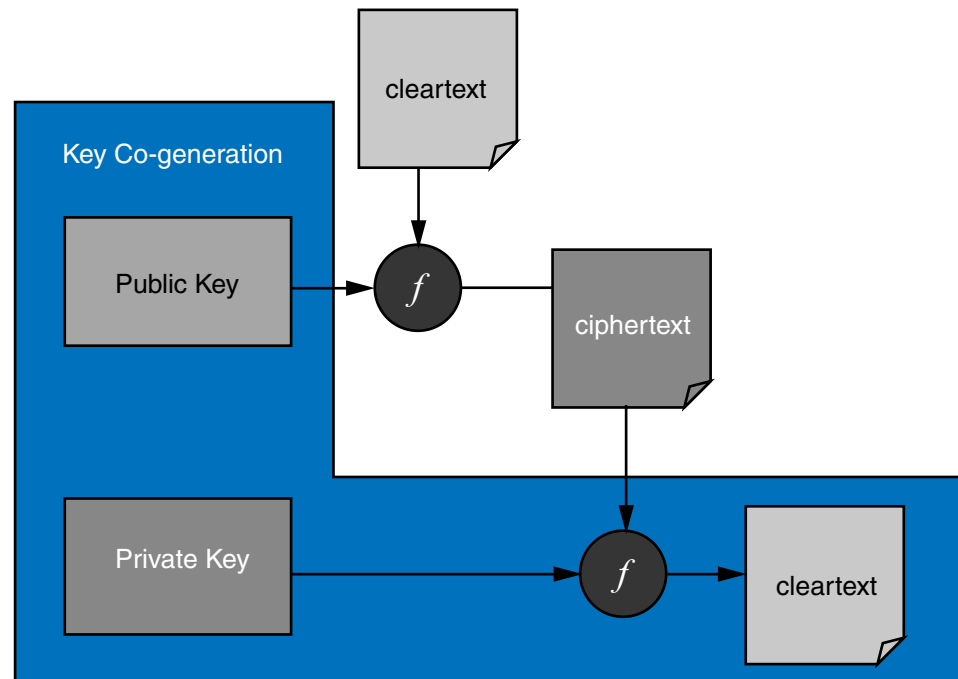 cleartext
Key Co-generation
Public Key
f
ciphertext
Private Key
f
cleartext